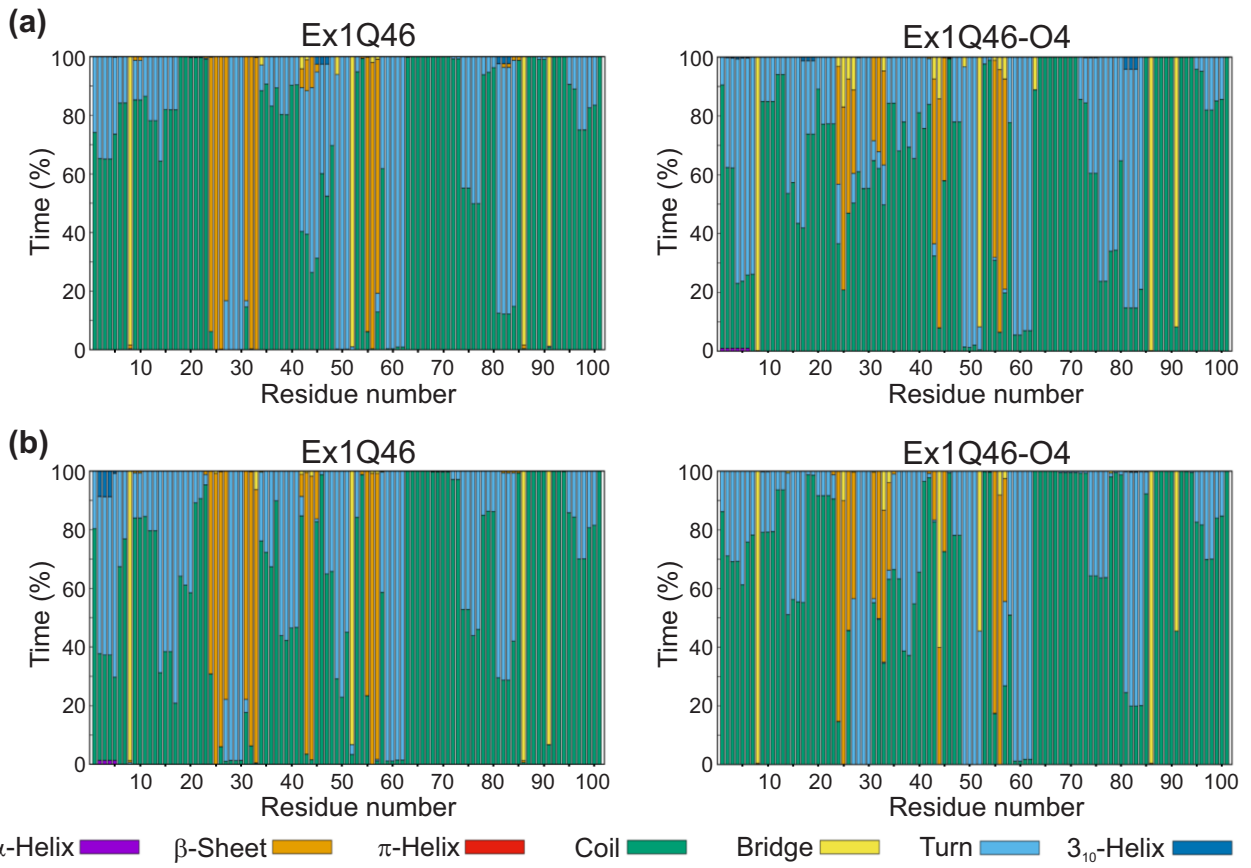 (a)
Ex1Q46 Ex1Q46-O4
100 100
80 80
60 60
40 40
20 20
0 0
Time (%) Time (%)
10 20 30 40 50 60 70 80 90 100 10 20 30 40 50 60 70 80 90 100
Residue number Residue number
(b)
Ex1Q46 Ex1Q46-O4
100 100
80 80
60 60
40 40
20 20
0 0
Time (%) Time (%)
10 20 30 40 50 60 70 80 90 100 10 20 30 40 50 60 70 80 90 100
Residue number Residue number
α-Helix β-Sheet π-Helix Coil Bridge Turn 3₁₀-Helix